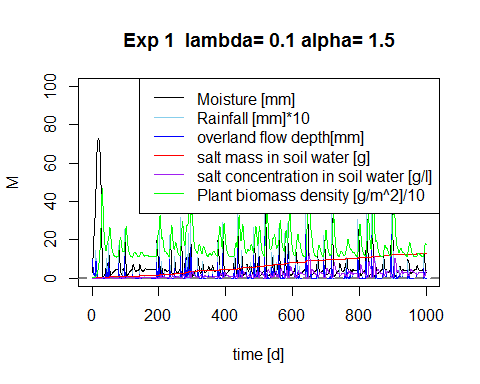 Exp 1 lambda= 0.1 alpha= 1.5
Moisture [mm]
Rainfall [mm]*10
overland flow depth[mm]
salt mass in soil water [g]
salt concentration in soil water [g/l]
Plant biomass density [g/m^2]/10
M
100
80
60
40
20
0
0 200 400 600 800 1000
time [d]